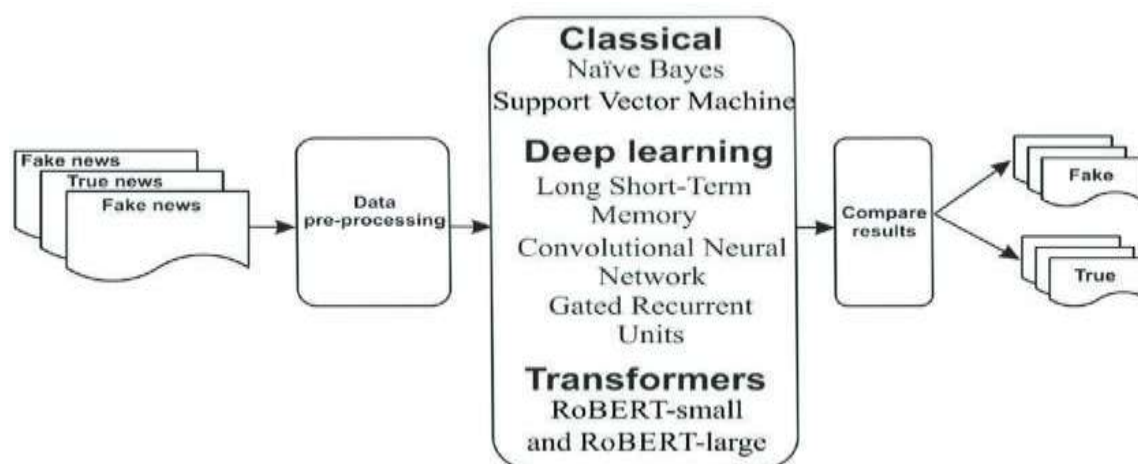 Fake news
True news
Fake news
Data
pre-processing
Classical
Naïve Bayes
Support Vector Machine
Deep learning
Long Short-Term
Memory
Convolutional Neural
Network
Gated Recurrent
Units
Transformers
RoBERT-small
and RoBERT-large
Compare
results
Fake
True